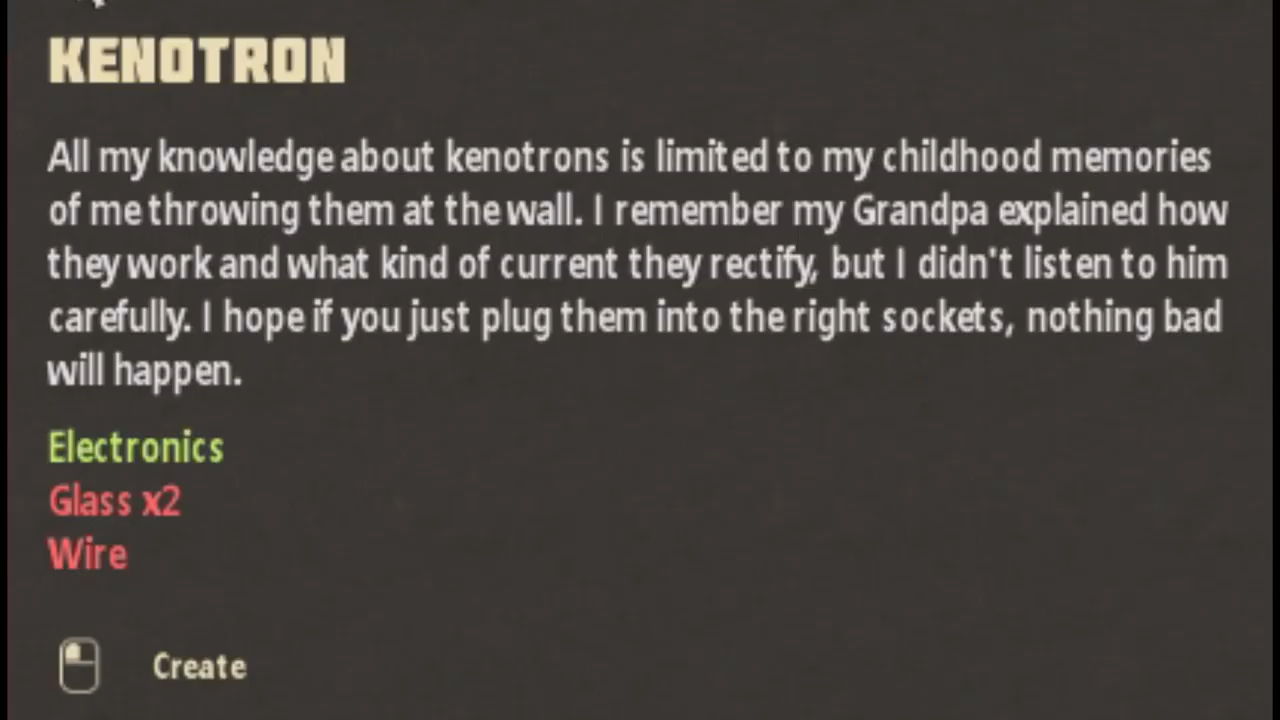 KENOTRON
All my knowledge about kenotrons is limited to my childhood memories
of me throwing them at the wall. I remember my Grandpa explained how
they work and what kind of current they rectify, but I didn't listen to him
carefully. I hope if you just plug them into the right sockets, nothing bad
will happen.
Electronics
Glass x2
Wire
Create